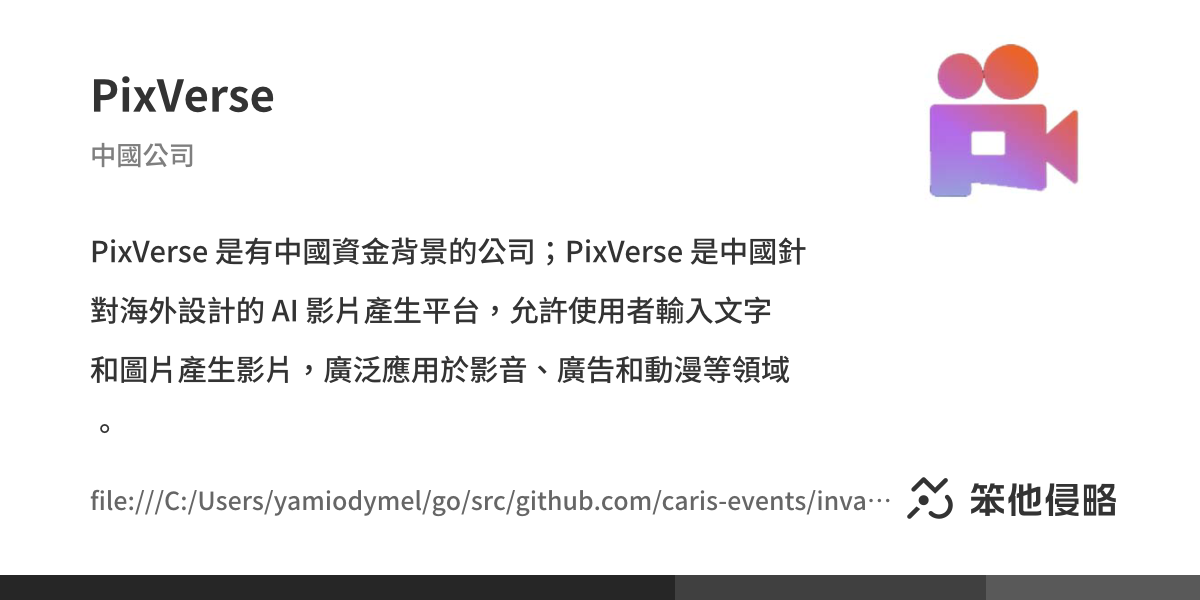 PixVerse
中國公司
PixVerse 是有中國資金背景的公司；PixVerse 是中國針
對海外設計的 AI 影片產生平台，允許使用者輸入文字
和圖片產生影片，廣泛應用於影音、廣告和動漫等領域
。
file:///C:/Users/yamiodymel/go/src/github.com/caris-events/inva…
笨他侵略